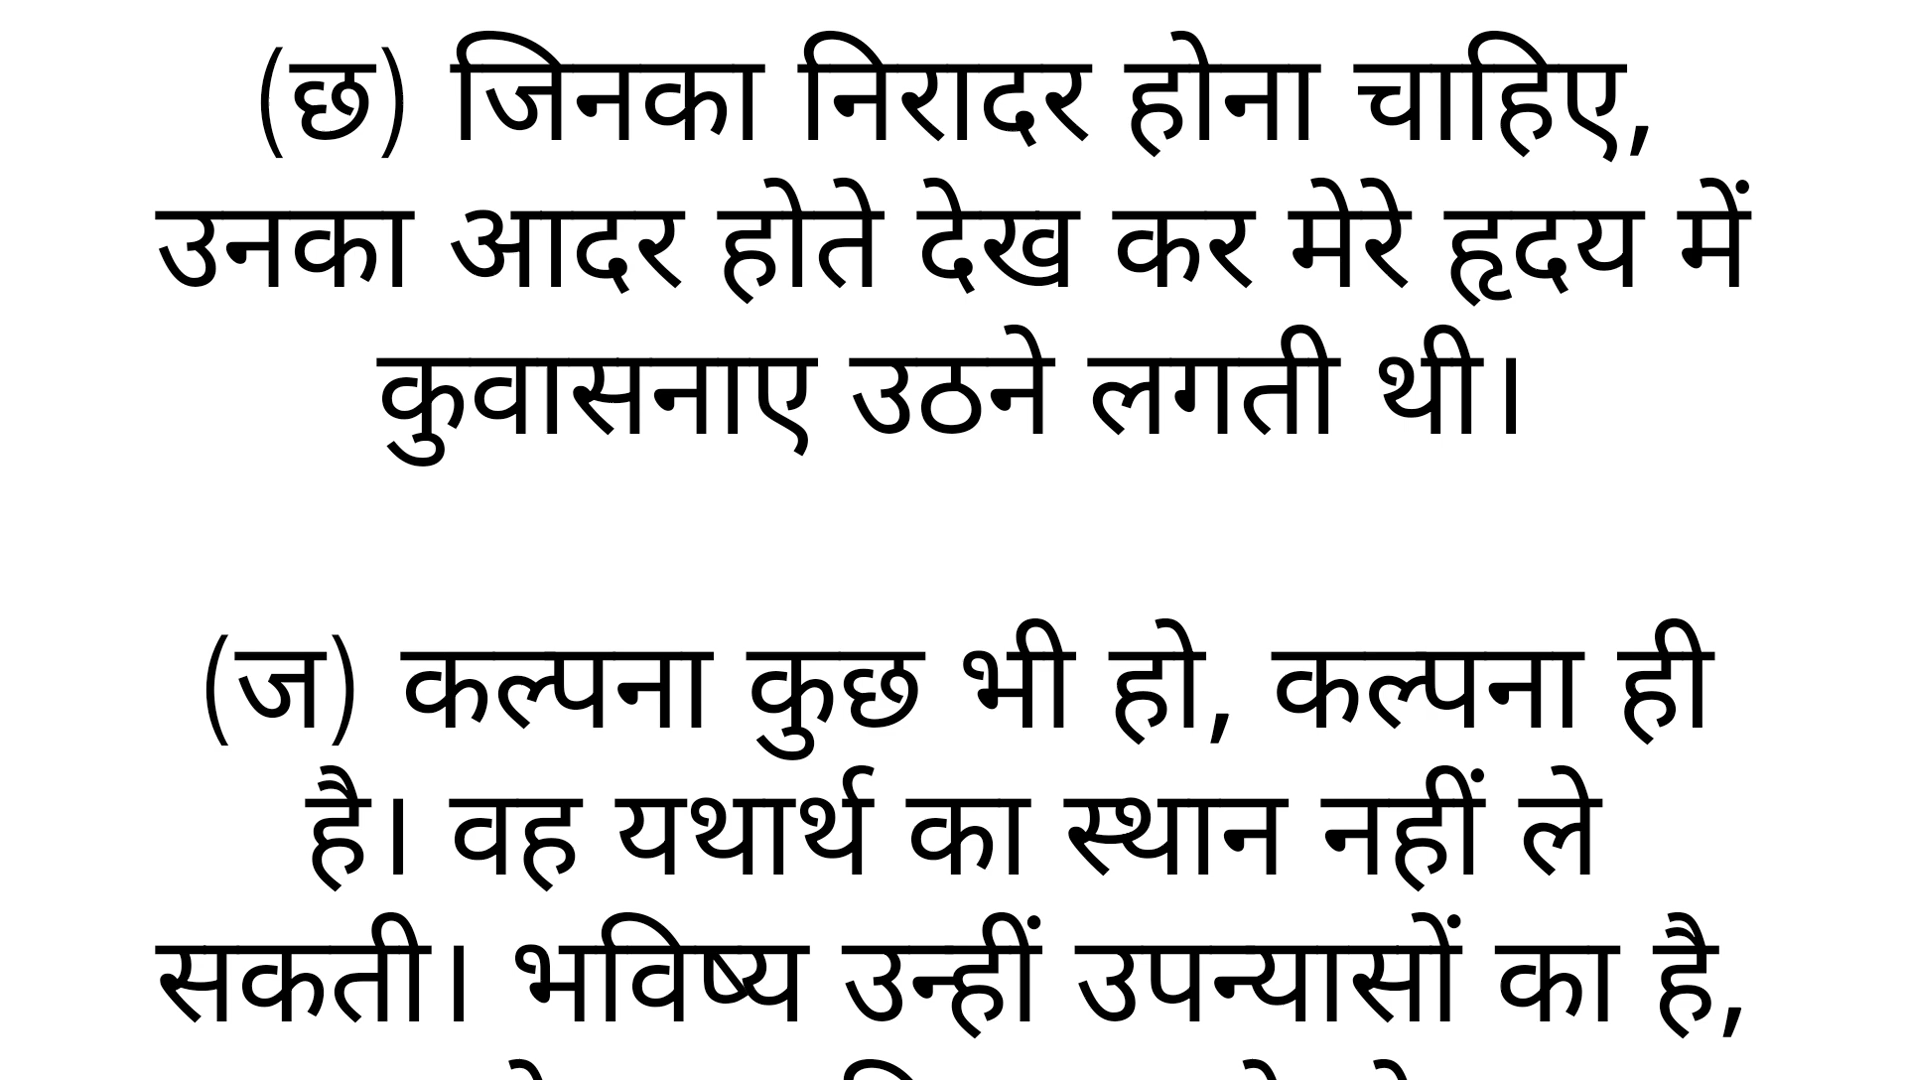 (छ) जिनका निरादर होना चाहिए,
उनका आदर होते देख कर मेरे हृदय में
कुवासनाए उठने लगती थी।
(ज) कल्पना कुछ भी हो, कल्पना ही
है। वह यथार्थ का स्थान नहीं ले
सकती। भविष्य उन्हीं उपन्यासों का है,